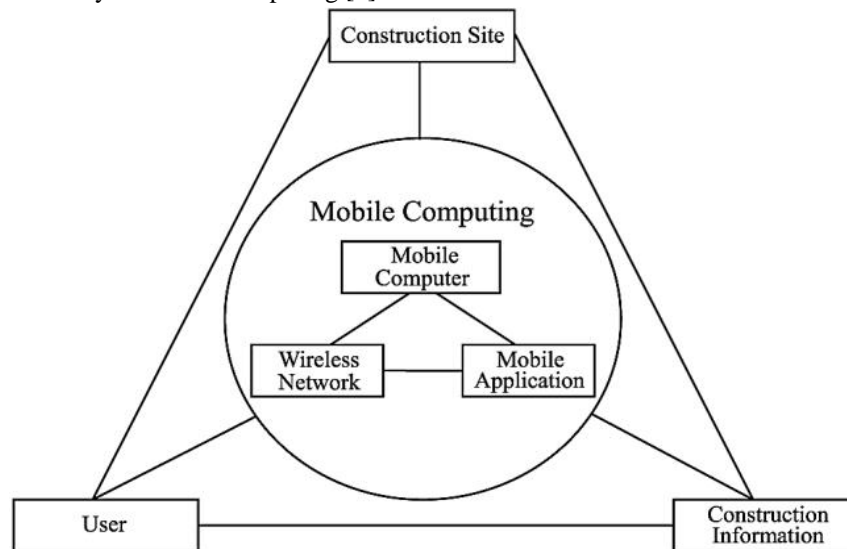 Construction Site
Mobile Computing
Mobile
Computer
Wireless
Network
Mobile
Application
User
Construction
Information